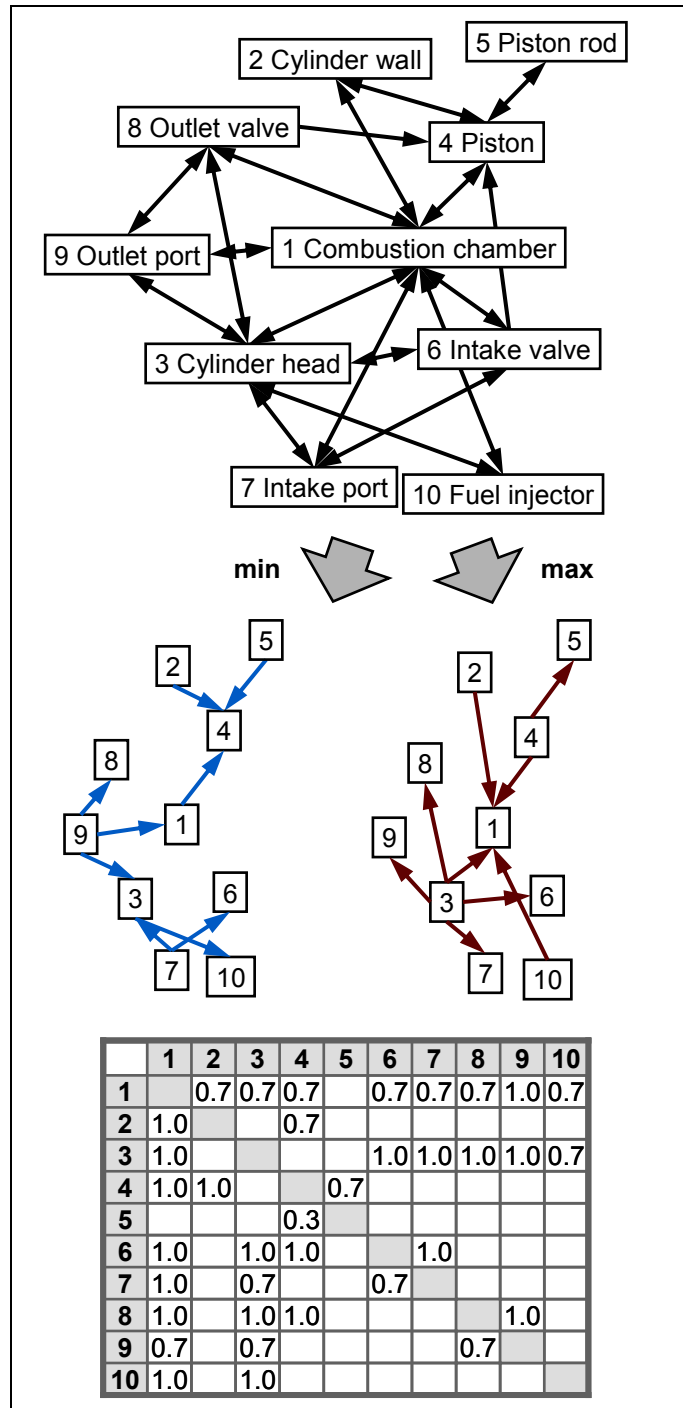 5 Piston rod
2 Cylinder wall
8 Outlet valve
4 Piston
9 Outlet port
1 Combustion chamber
3 Cylinder head
6 Intake valve
7 Intake port
10 Fuel injector
min
max
5
2
4
8
1
9
3
6
7
10
5
2
4
8
1
9
3
6
7
10
1 2 3 4 5 6 7 8 9 10
1 0.7 0.7 0.7 0.7 0.7 0.7 1.0 0.7
2 1.0 0.7
3 1.0 1.0 1.0 1.0 1.0 0.7
4 1.0 1.0 0.7
5 0.3
6 1.0 1.0 1.0 1.0
7 1.0 0.7 0.7
8 1.0 1.0 1.0 1.0
9 0.7 0.7 0.7
10 1.0 1.0